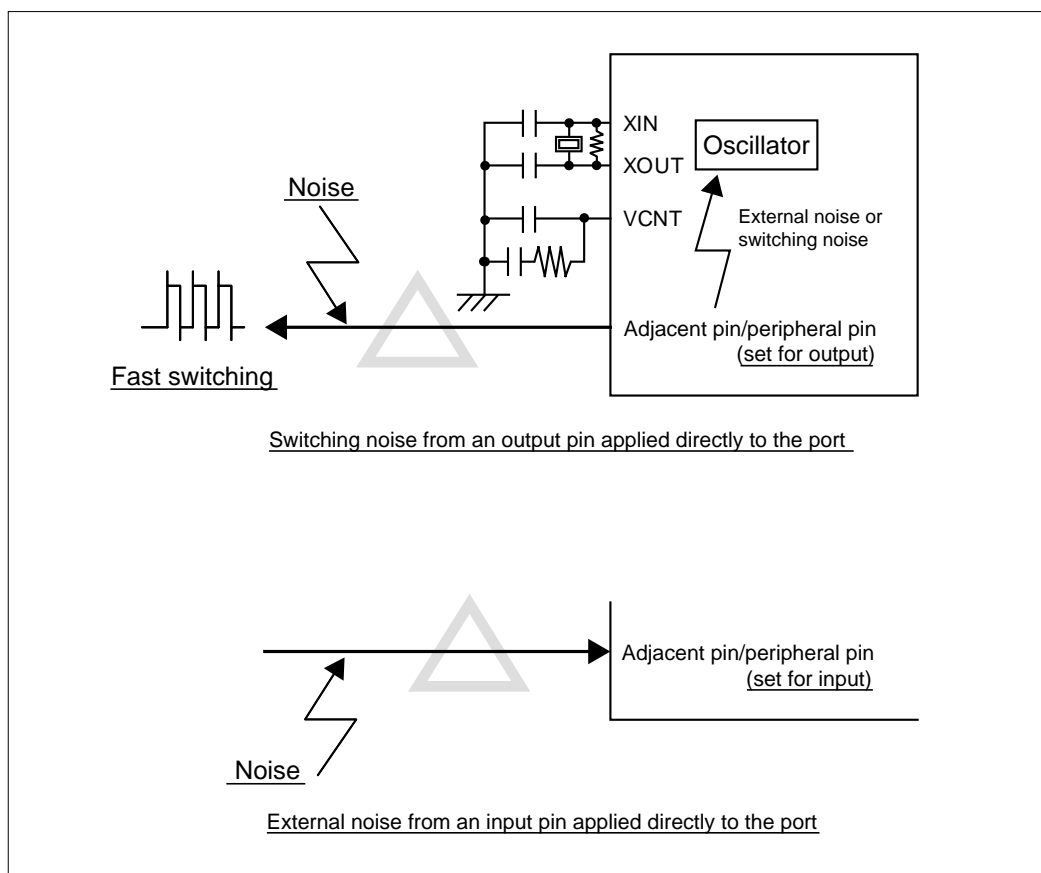 XIN
Oscillator
XOUT
Noise
VCNT
External noise or
switching noise
Adjacent pin/peripheral pin
(set for output)
Fast switching
Switching noise from an output pin applied directly to the port
Adjacent pin/peripheral pin
(set for input)
Noise
External noise from an input pin applied directly to the port